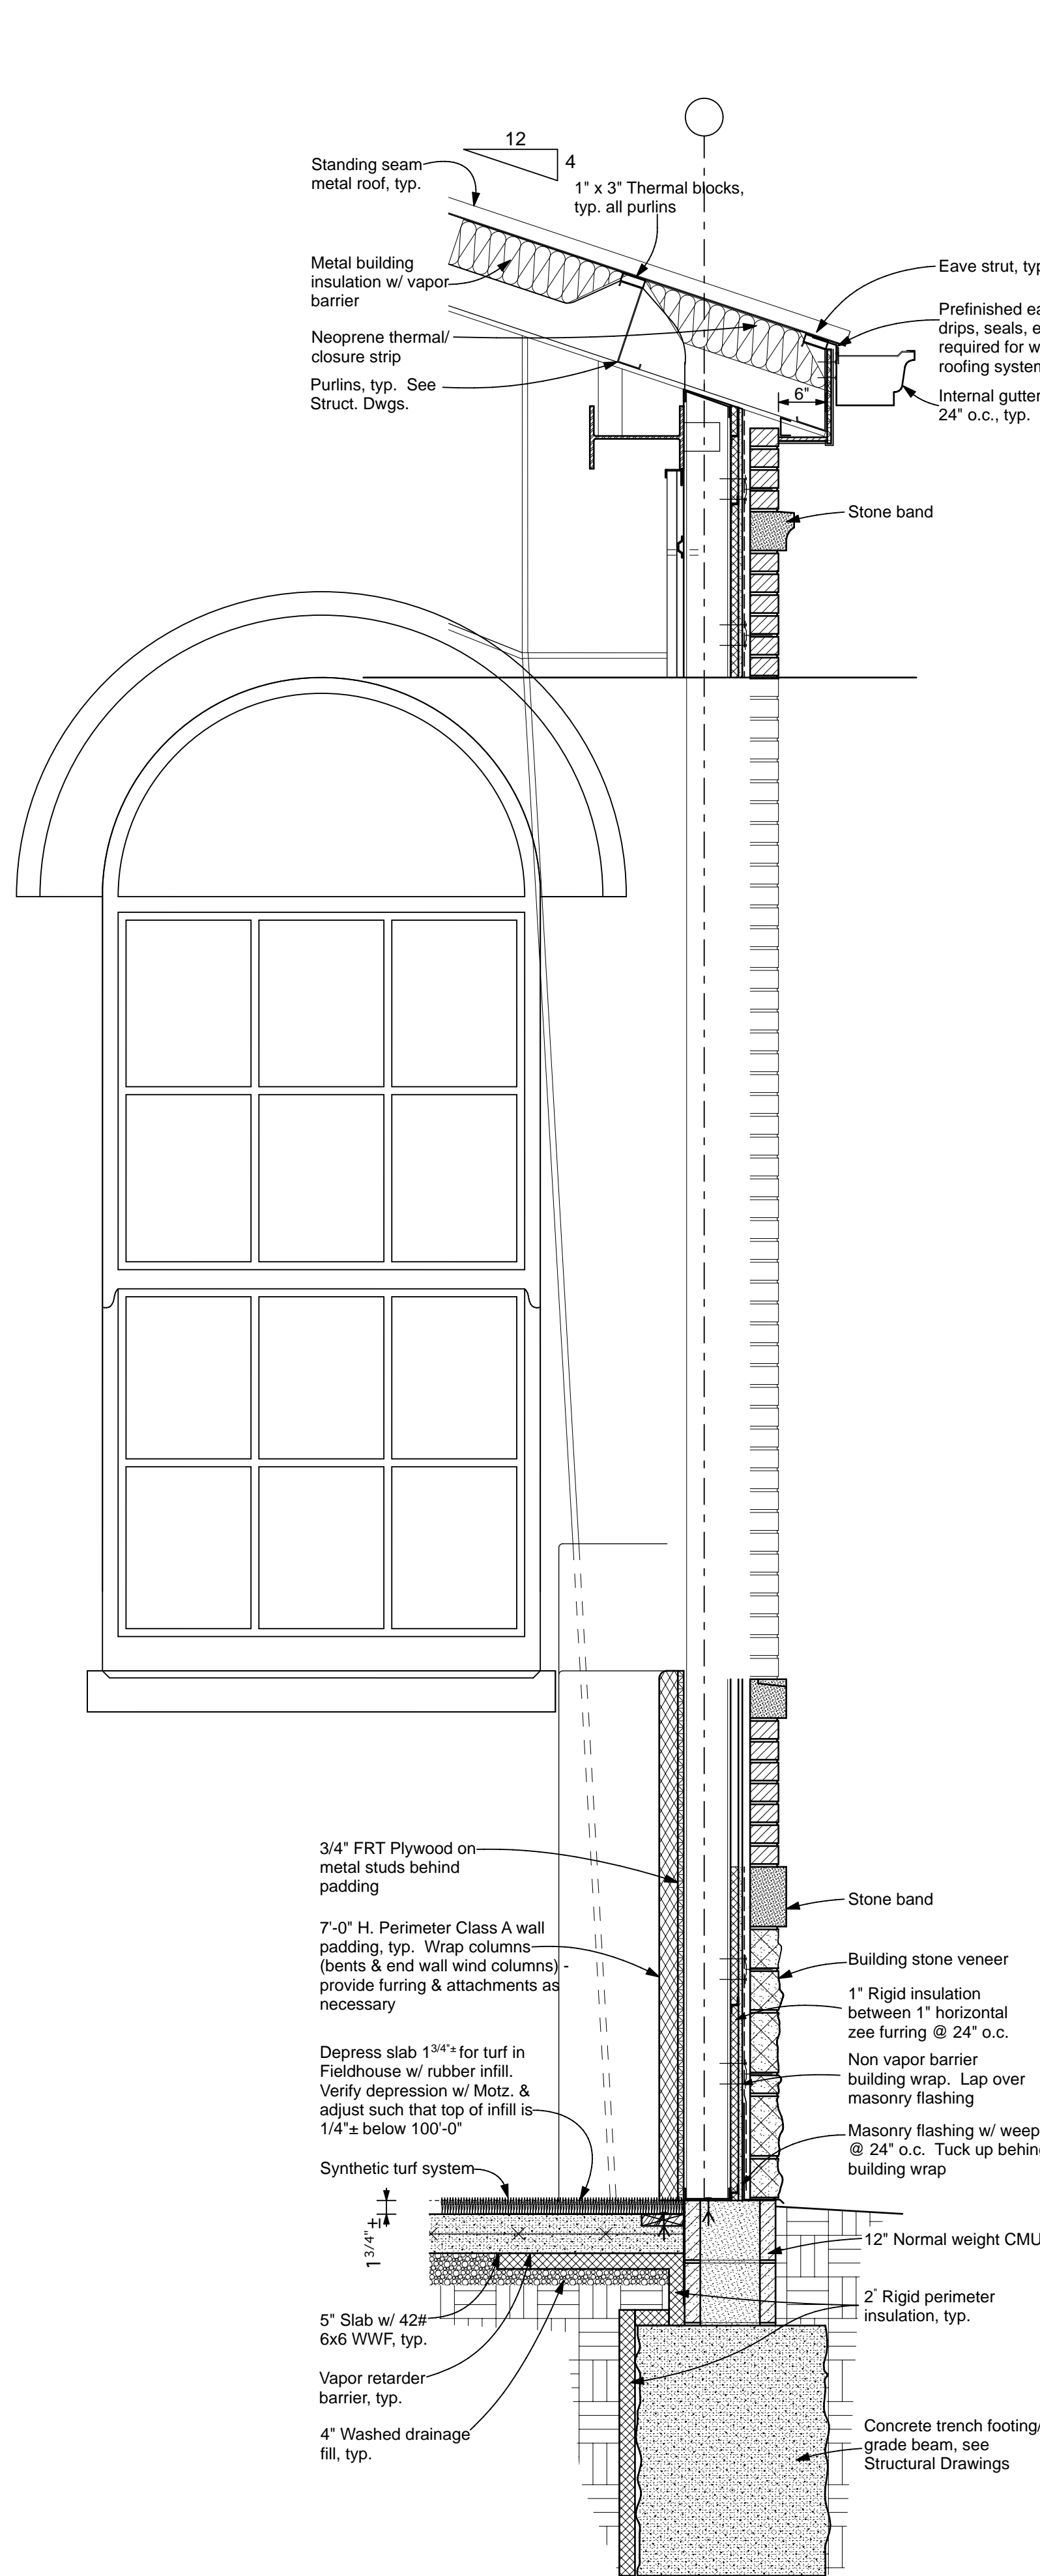 12
4
Standing seam
metal roof, typ.
1" x 3" Thermal blocks,
typ. all purlins
Metal building
insulation w/ vapor
barrier
Eave strut, typ
Prefinished ea
drips, seals, e
required for w
roofing system
Neoprene thermal/
closure strip
Purlins, typ. See
Struct. Dwgs.
6"
Internal gutter
24" o.c., typ.
Stone band
3/4" FRT Plywood on
metal studs behind
padding
Stone band
7'-0" H. Perimeter Class A wall
padding, typ. Wrap columns
(bents & end wall wind columns) -
provide furring & attachments as
necessary
Building stone veneer
1" Rigid insulation
between 1" horizontal
zee furring @ 24" o.c.
Depress slab 1 3/4"± for turf in
Fieldhouse w/ rubber infill.
Verify depression w/ Motz. &
adjust such that top of infill is
1/4"± below 100'-0"
Non vapor barrier
building wrap. Lap over
masonry flashing
Masonry flashing w/ weep
@ 24" o.c. Tuck up behin
building wrap
Synthetic turf system
1 3/4" ±
12" Normal weight CMU
5" Slab w/ 42#
6x6 WWF, typ.
2" Rigid perimeter
insulation, typ.
Vapor retarder
barrier, typ.
4" Washed drainage
fill, typ.
Concrete trench footing/
grade beam, see
Structural Drawings